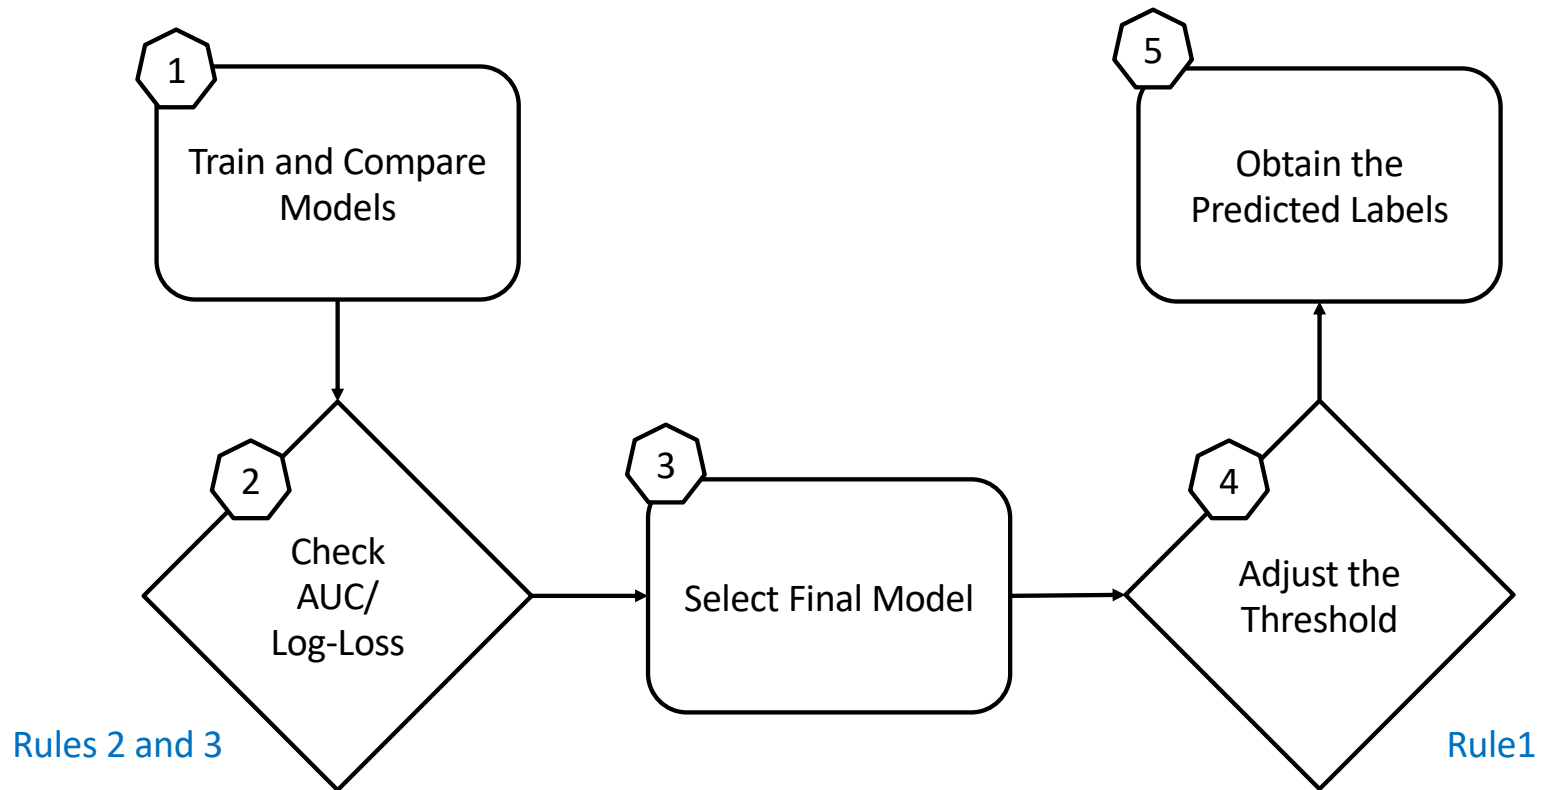 1
Train and Compare
Models
2
Check
AUC/
Log-Loss
Rules 2 and 3
3
Select Final Model
4
Adjust the
Threshold
Rule1
5
Obtain the
Predicted Labels